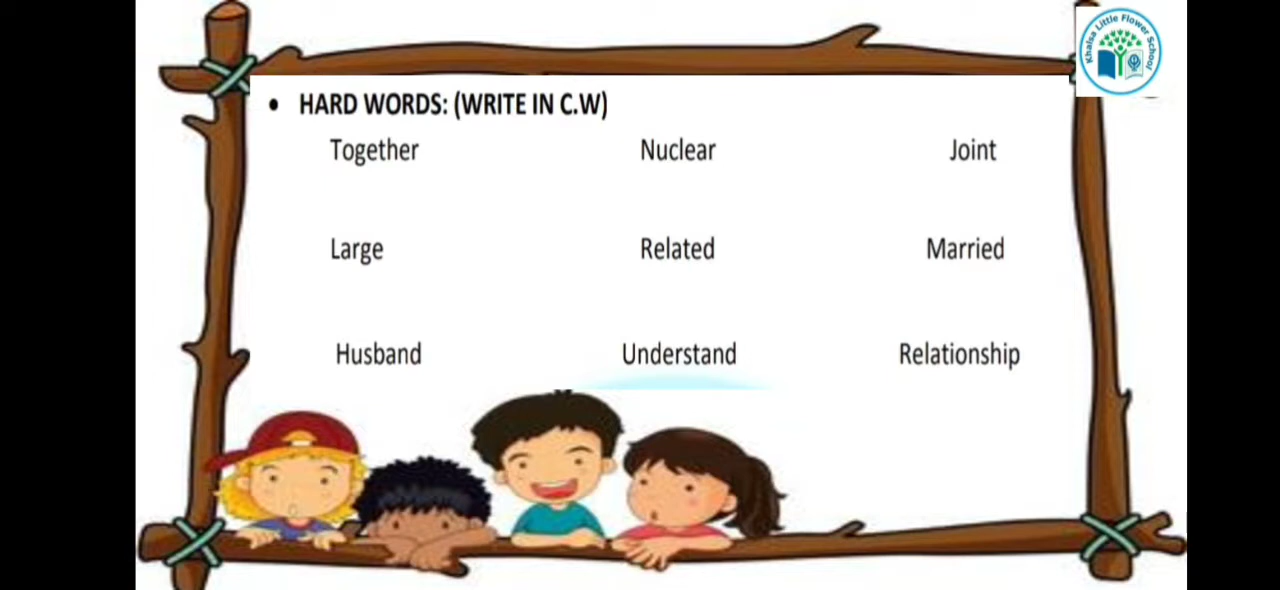 Khalsa Little Flower School
• HARD WORDS: (WRITE IN C.W)
Together Nuclear Joint
Large Related Married
Husband Understand Relationship